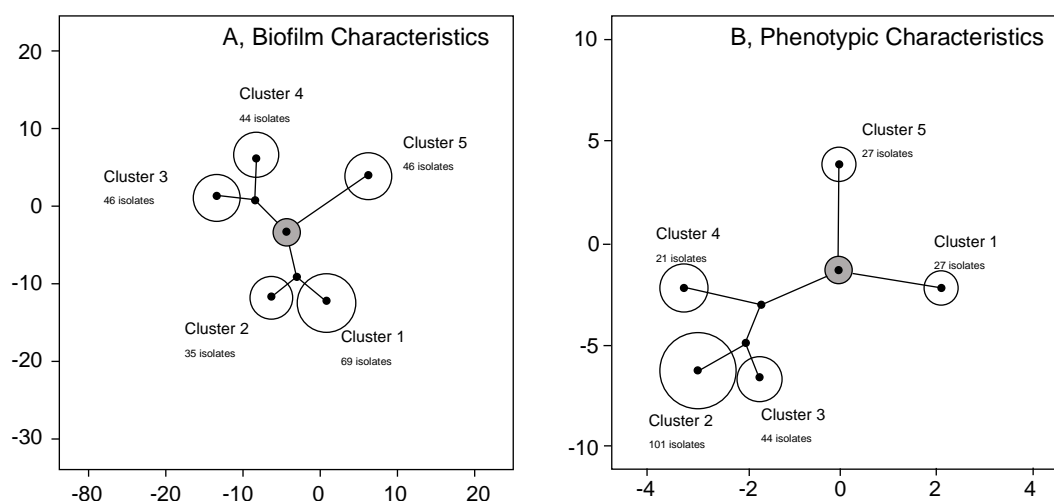 A, Biofilm Characteristics
20
10
0
-10
-20
-30
Cluster 4
44 isolates
Cluster 5
46 isolates
Cluster 3
46 isolates
Cluster 2
35 isolates
Cluster 1
69 isolates
-80
-20
-10
0
10
20
B, Phenotypic Characteristics
10
5
0
-5
-10
Cluster 5
27 isolates
Cluster 4
21 isolates
Cluster 1
27 isolates
Cluster 2
101 isolates
Cluster 3
44 isolates
-4
-2
0
2
4